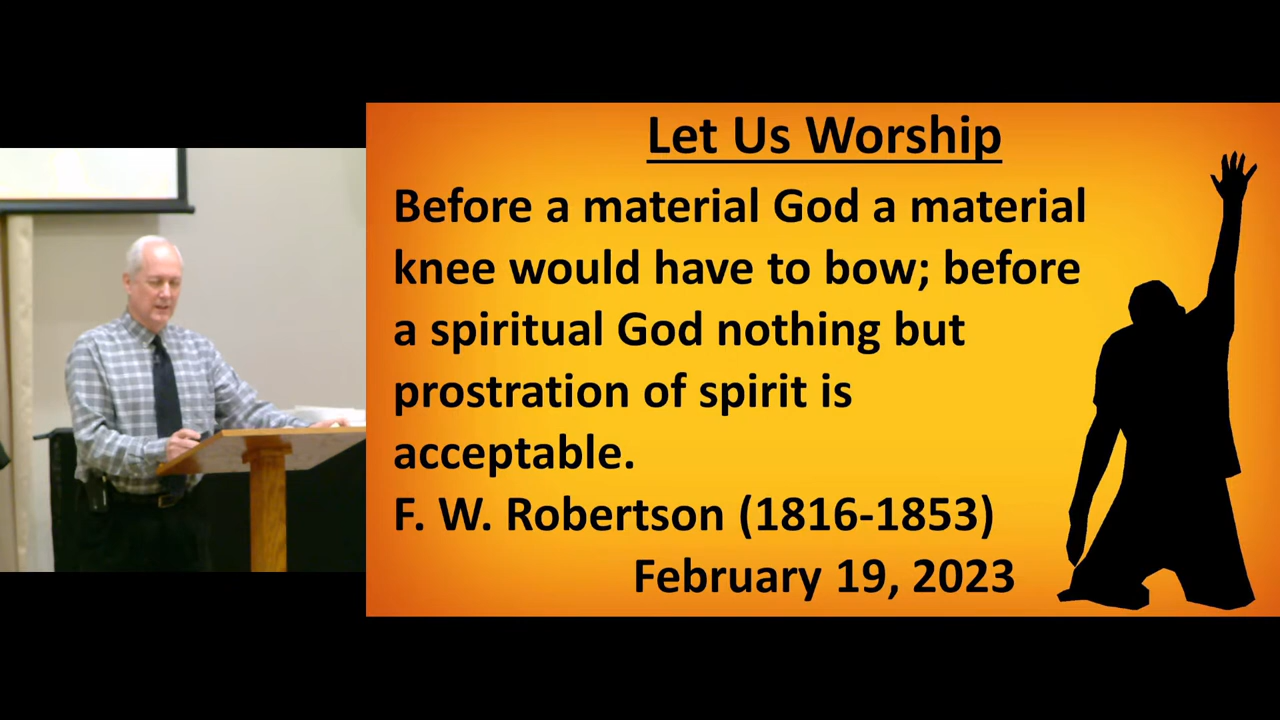 Let Us Worship
Before a material God a material
knee would have to bow; before
a spiritual God nothing but
prostration of spirit is
acceptable.
F. W. Robertson (1816-1853)
February 19, 2023